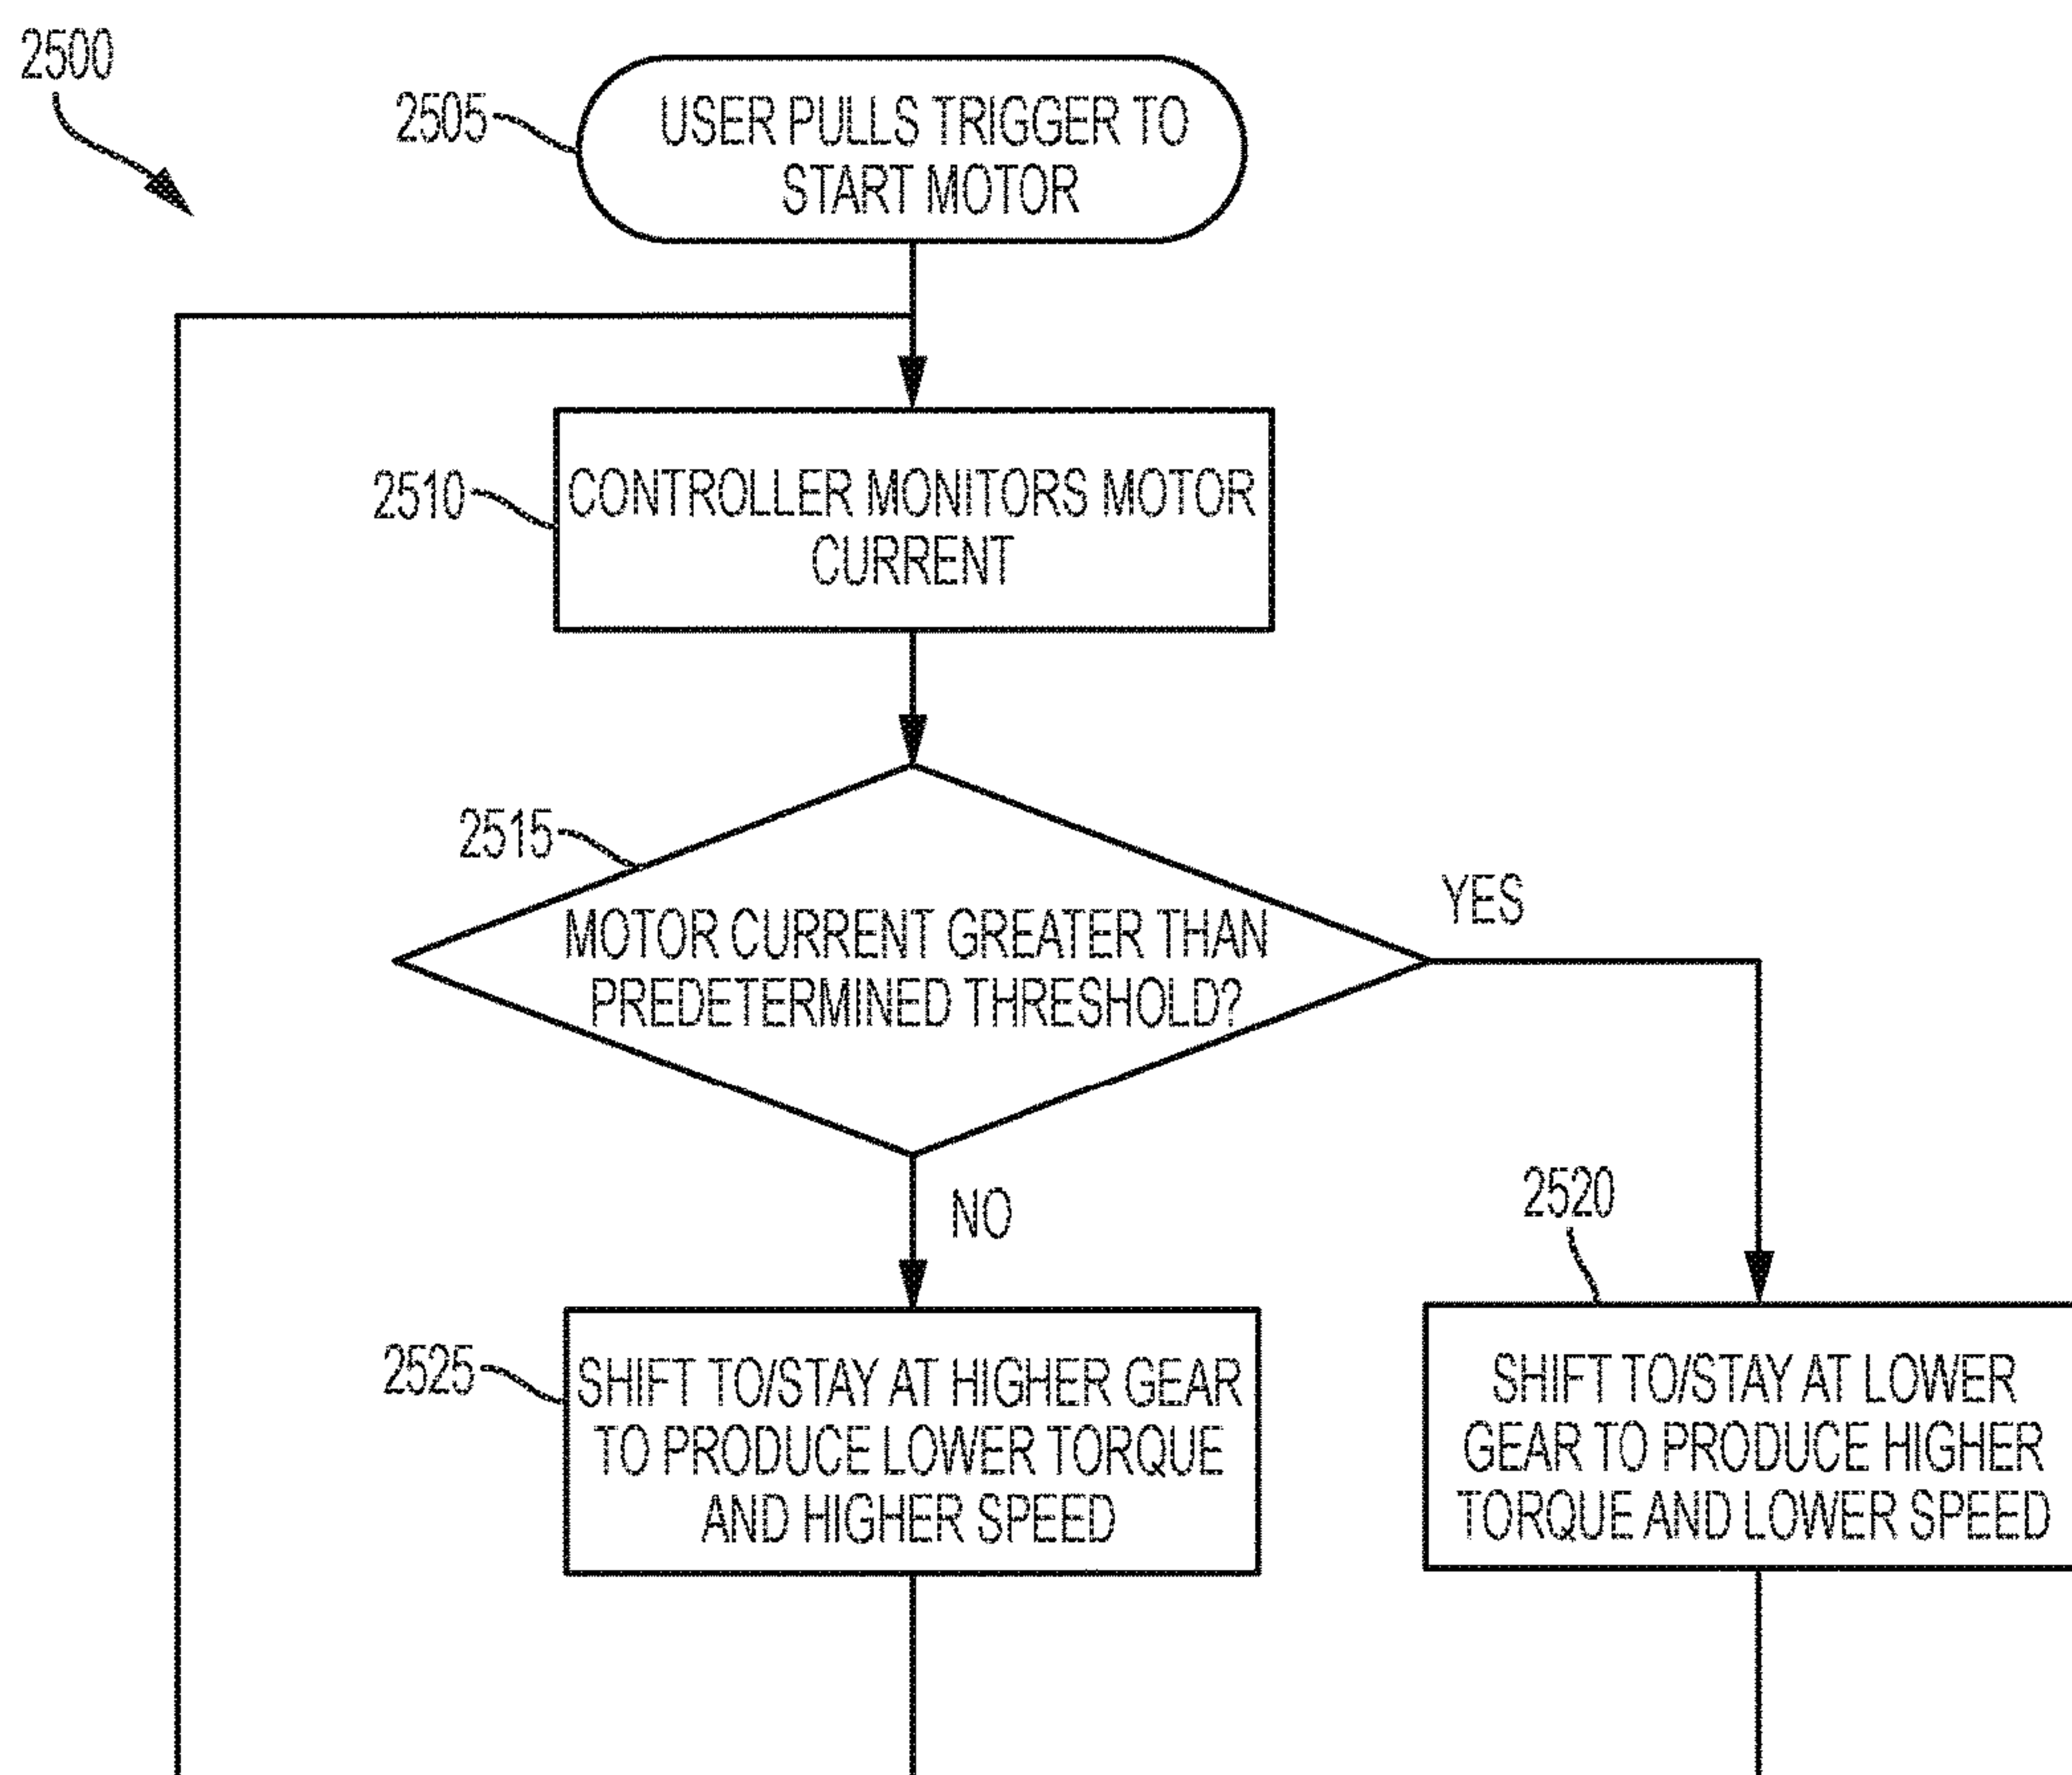 2500
2505
USER PULLS TRIGGER TO
START MOTOR
2510
CONTROLLER MONITORS MOTOR
CURRENT
2515
MOTOR CURRENT GREATER THAN
PREDETERMINED THRESHOLD?
YES
NO
2520
2525
SHIFT TO/STAY AT HIGHER GEAR
TO PRODUCE LOWER TORQUE
AND HIGHER SPEED
SHIFT TO/STAY AT LOWER
GEAR TO PRODUCE HIGHER
TORQUE AND LOWER SPEED